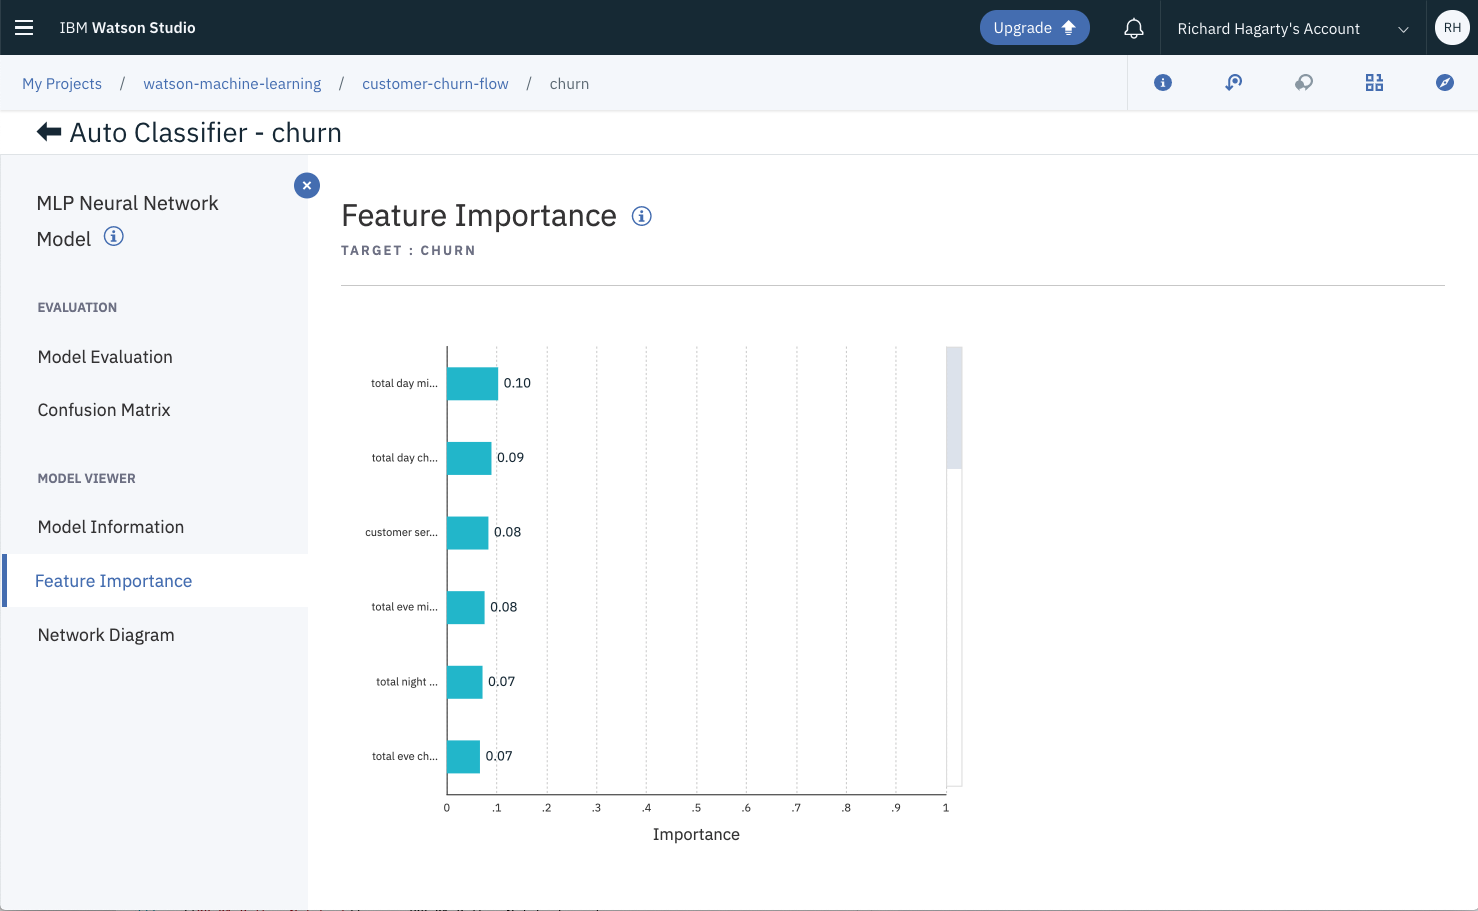 IBM Watson Studio
Upgrade
Richard Hagarty's Account
RH
My Projects / watson-machine-learning / customer-churn-flow / churn
Auto Classifier - churn
MLP Neural Network
Model
EVALUATION
Model Evaluation
Confusion Matrix
MODEL VIEWER
Model Information
Feature Importance
Network Diagram
Feature Importance
TARGET : CHURN
total day mi... 0.10
total day ch... 0.09
customer ser... 0.08
total eve mi... 0.08
total night ... 0.07
total eve ch... 0.07
0 .1 .2 .3 .4 .5 .6 .7 .8 .9 1
Importance